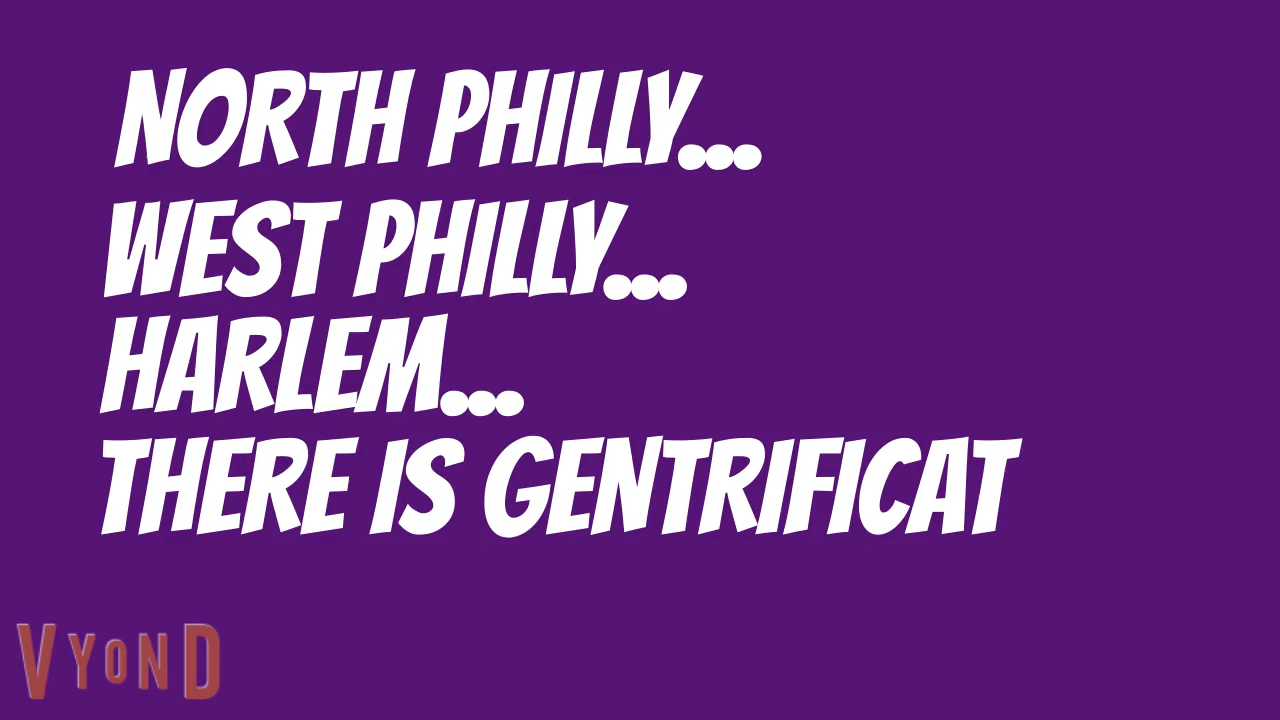 NORTH PHILLY...
WEST PHILLY...
HARLEM...
THERE IS GENTRIFICAT
VYOND